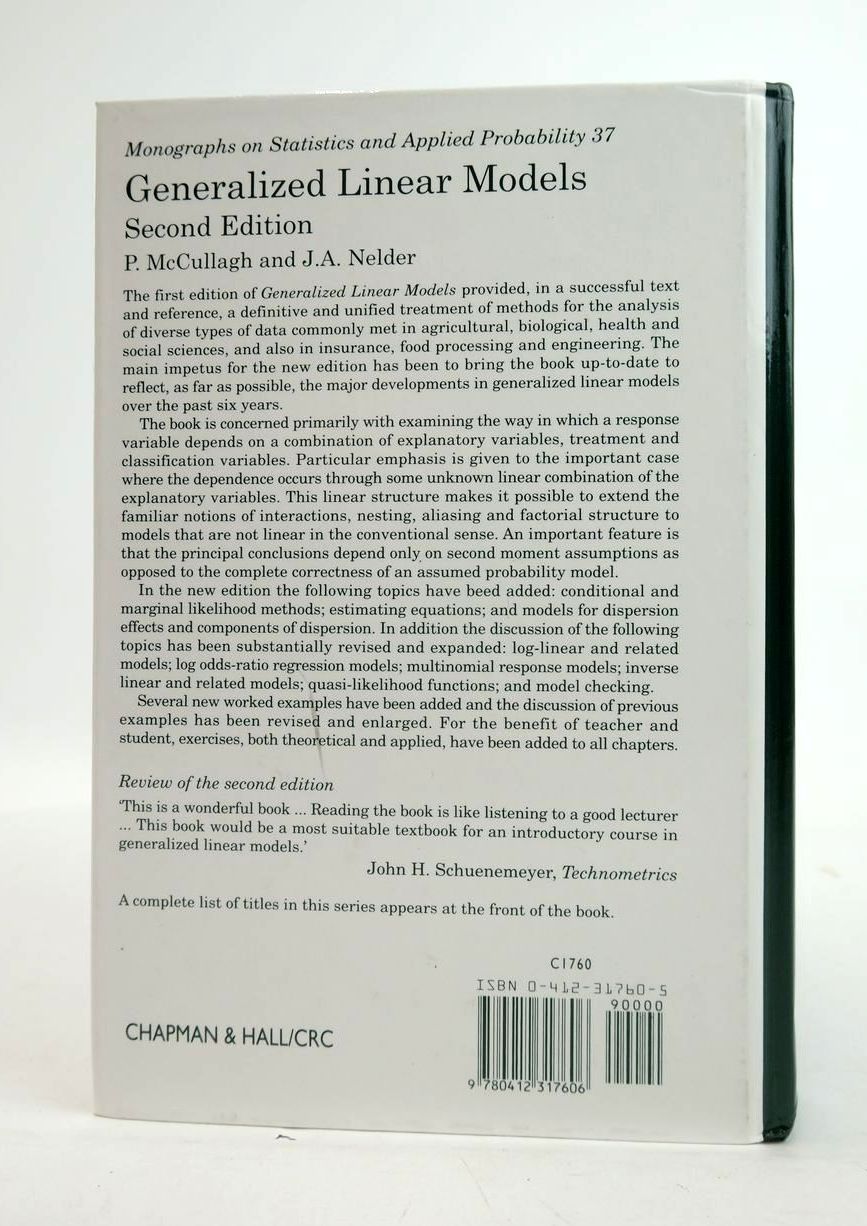 Monographs on Statistics and Applied Probability 37
Generalized Linear Models
Second Edition
P. McCullagh and J.A. Nelder
The first edition of Generalized Linear Models provided, in a successful text
and reference, a definitive and unified treatment of methods for the analysis
of diverse types of data commonly met in agricultural, biological, health and
social sciences, and also in insurance, food processing and engineering. The
main impetus for the new edition has been to bring the book up-to-date to
reflect, as far as possible, the major developments in generalized linear models
over the past six years.
The book is concerned primarily with examining the way in which a response
variable depends on a combination of explanatory variables, treatment and
classification variables. Particular emphasis is given to the important case
where the dependence occurs through some unknown linear combination of the
explanatory variables. This linear structure makes it possible to extend the
familiar notions of interactions, nesting, aliasing and factorial structure to
models that are not linear in the conventional sense. An important feature is
that the principal conclusions depend only on second moment assumptions as
opposed to the complete correctness of an assumed probability model.
In the new edition the following topics have beed added: conditional and
marginal likelihood methods; estimating equations; and models for dispersion
effects and components of dispersion. In addition the discussion of the following
topics has been substantially revised and expanded: log-linear and related
models; log odds-ratio regression models; multinomial response models; inverse
linear and related models; quasi-likelihood functions; and model checking.
Several new worked examples have been added and the discussion of previous
examples has been revised and enlarged. For the benefit of teacher and
student, exercises, both theoretical and applied, have been added to all chapters.
Review of the second edition
'This is a wonderful book ... Reading the book is like listening to a good lecturer
... This book would be a most suitable textbook for an introductory course in
generalized linear models.'
John H. Schuenemeyer, Technometrics
A complete list of titles in this series appears at the front of the book.
C1760
ISBN 0-412-31760-5
90000
CHAPMAN & HALL/CRC
9 780412 317606